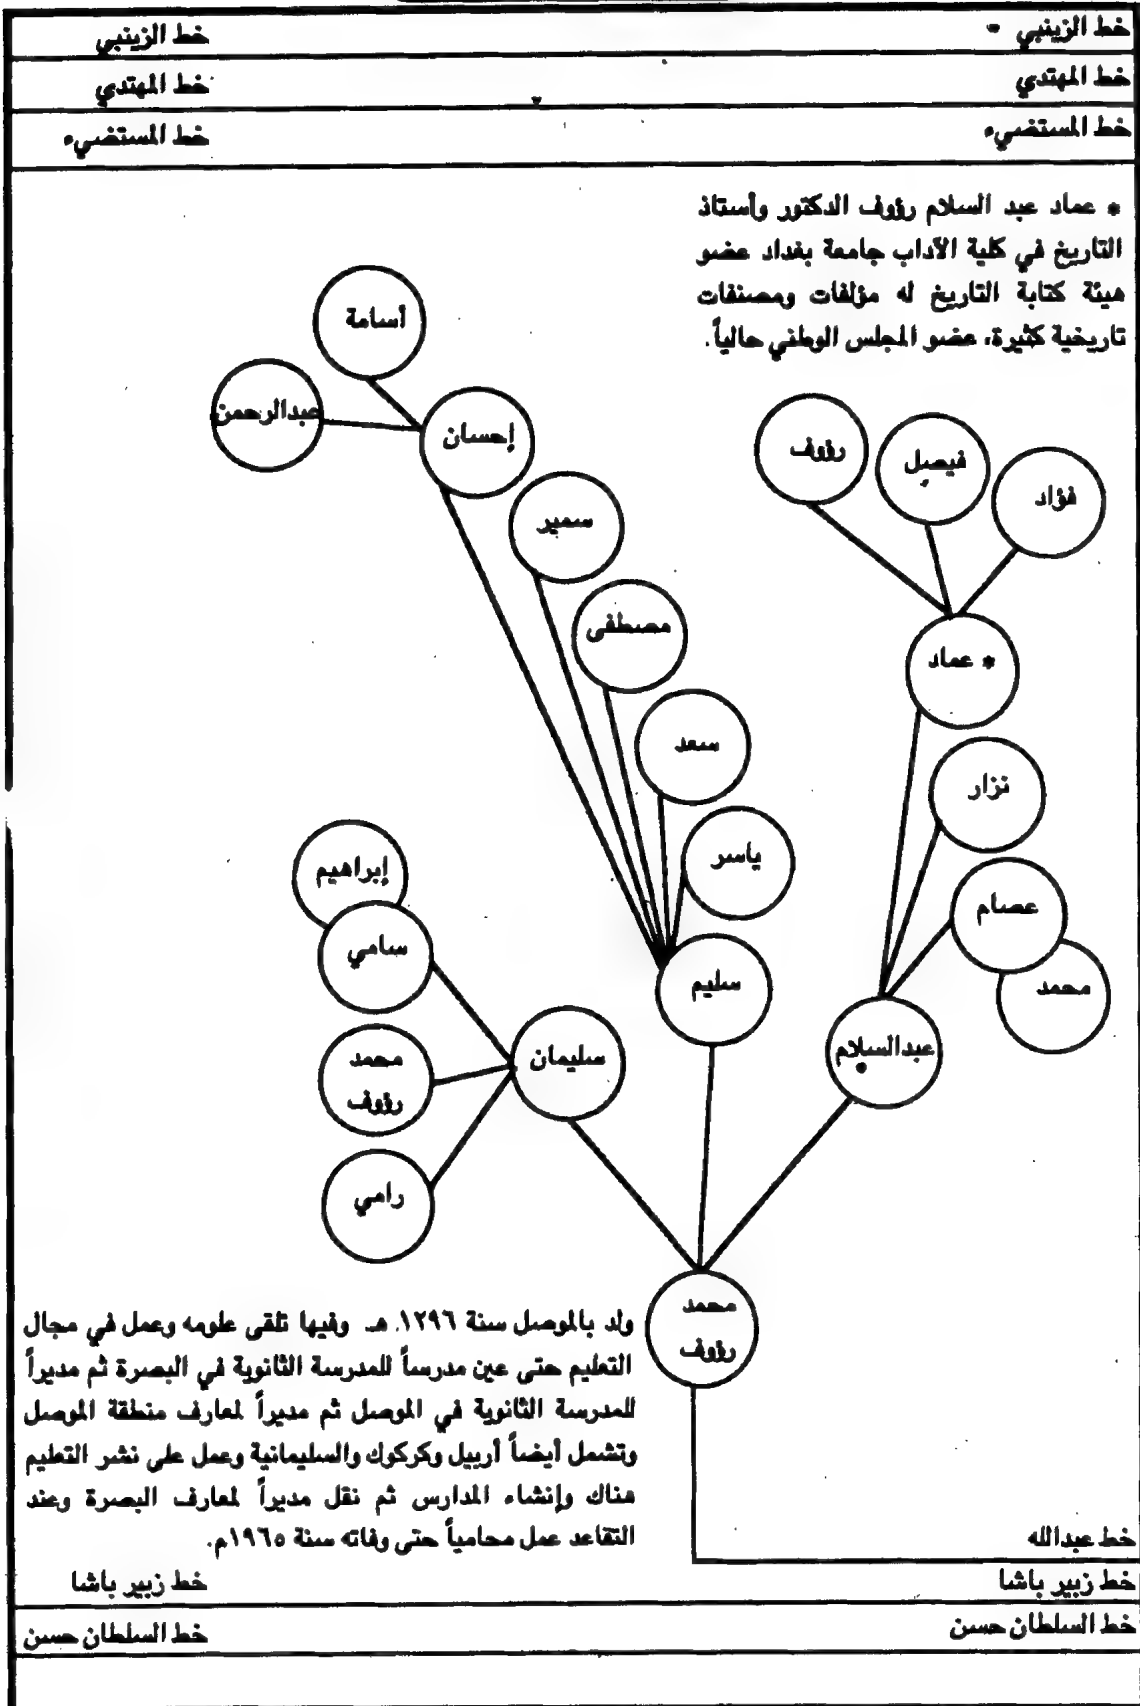 خط الزينبي
خط الزينبي
خط المهتدي
خط المهتدي
خط المستضيء
خط المستضيء
* عماد عبد السلام رؤوف الدكتور وأستاذ
التاريخ في كلية الآداب جامعة بغداد عضو
هيئة كتابة التاريخ له مؤلفات ومصنفات
تاريخية كثيرة، عضو المجلس الوطني حالياً.
أسامة
عبدالرحمن
إحسان
سمير
مصطفى
سعد
ياسر
سليم
رؤوف
فيصل
فؤاد
* عماد
نزار
عصام
محمد
عبدالسلام
إبراهيم
سامي
محمد
رؤوف
رامي
سليمان
محمد
رؤوف
ولد بالموصل سنة ١٢٩٦ هـ وفيها تلقى علومه وعمل في مجال
التعليم حتى عين مدرساً للمدرسة الثانوية في البصرة ثم مديراً
للمدرسة الثانوية في الموصل ثم مديراً لمعارف منطقة الموصل
وتشمل أيضاً أربيل وكركوك والسليمانية وعمل على نشر التعليم
هناك وإنشاء المدارس ثم نقل مديراً لمعارف البصرة وعند
التقاعد عمل محامياً حتى وفاته سنة ١٩٦٥م.
خط عبدالله
خط زبير باشا
خط زبير باشا
خط السلطان حسن
خط السلطان حسن